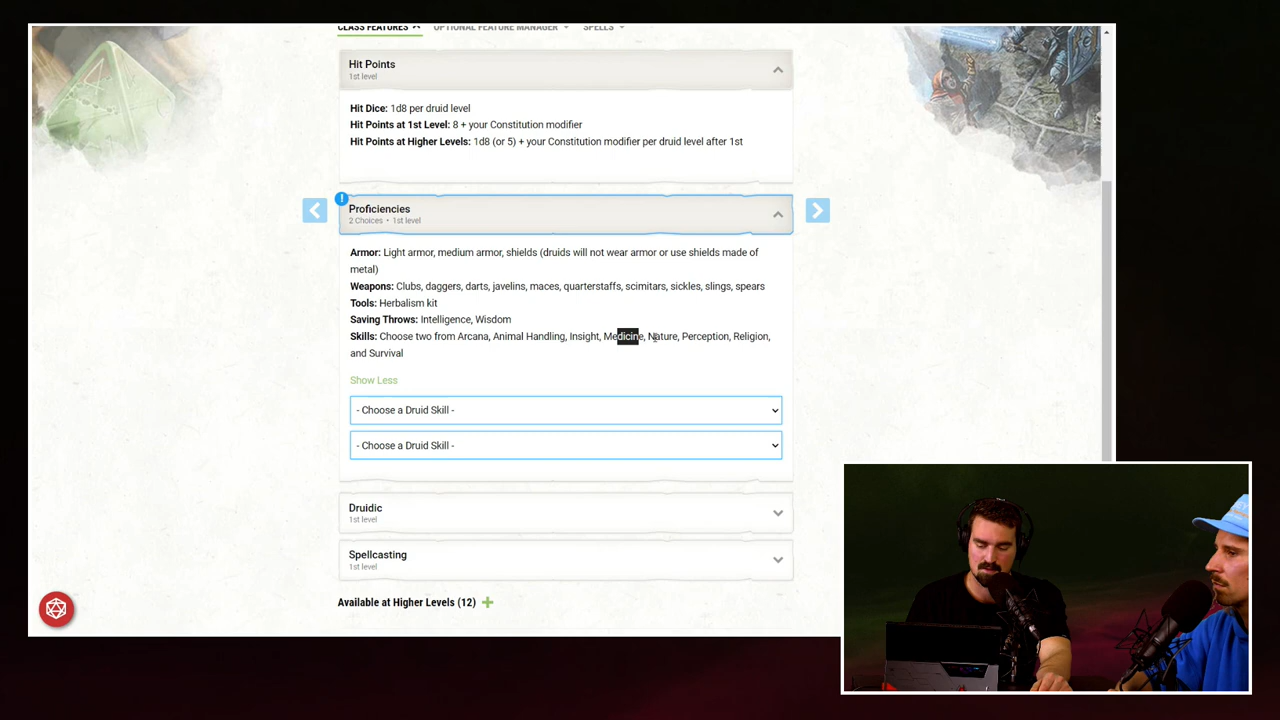 CLASS FEATURES OPTIONAL FEATURE MANAGER SPELLS
Hit Points
1st level
Hit Dice: 1d8 per druid level
Hit Points at 1st Level: 8 + your Constitution modifier
Hit Points at Higher Levels: 1d8 (or 5) + your Constitution modifier per druid level after 1st
!
Proficiencies
2 Choices • 1st level
Armor: Light armor, medium armor, shields (druids will not wear armor or use shields made of
metal)
Weapons: Clubs, daggers, darts, javelins, maces, quarterstaffs, scimitars, sickles, slings, spears
Tools: Herbalism kit
Saving Throws: Intelligence, Wisdom
Skills: Choose two from Arcana, Animal Handling, Insight, Medicine, Nature, Perception, Religion,
and Survival
Show Less
- Choose a Druid Skill -
- Choose a Druid Skill -
Druidic
1st level
Spellcasting
1st level
Available at Higher Levels (12) +